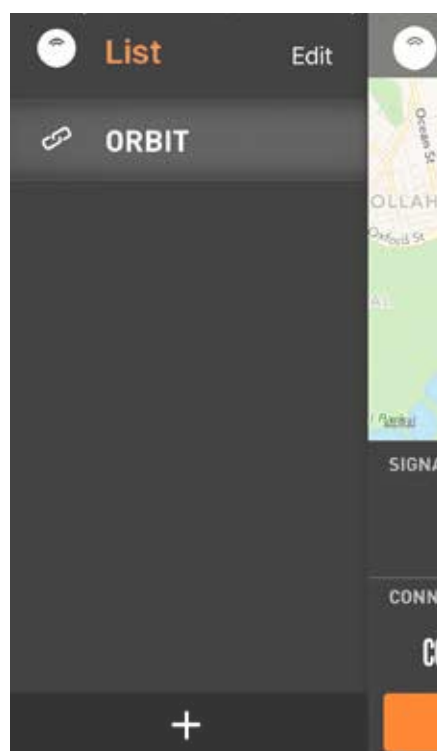 List
Edit
ORBIT
Ocean St
OLLAH
Oxford St
SIGNA
CONN
+